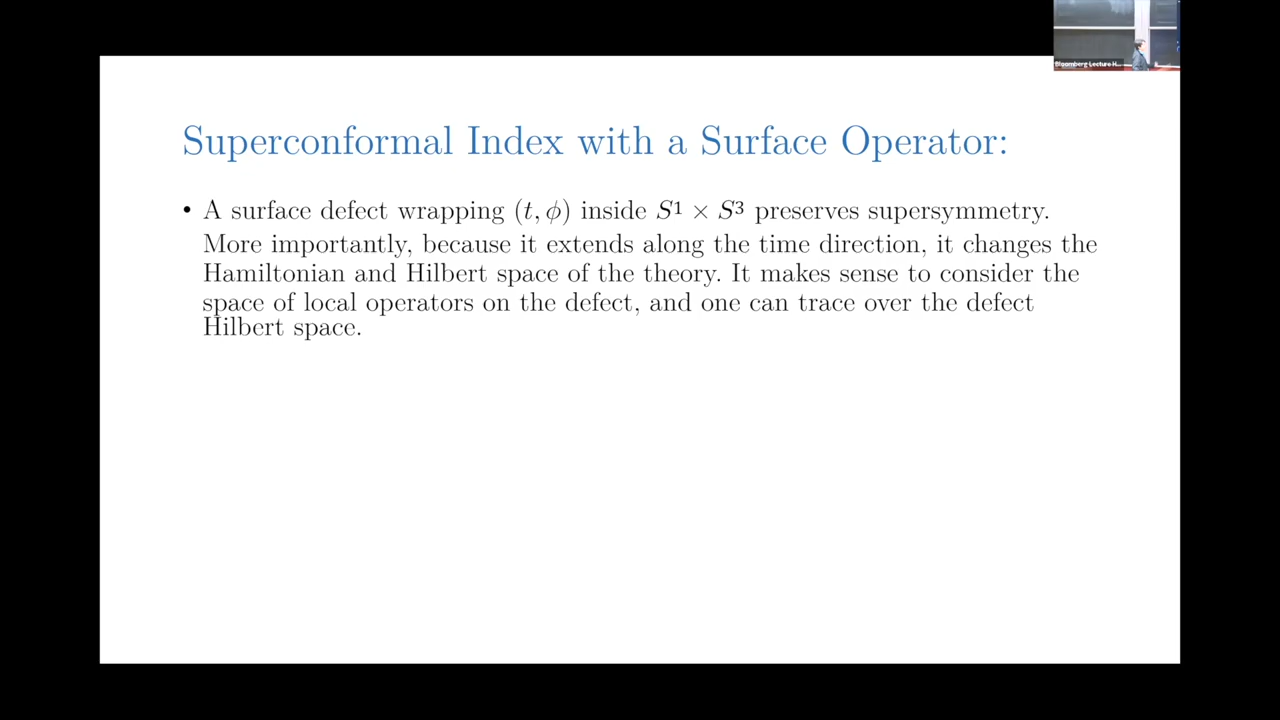 Bloomberg Lecture H...
Superconformal Index with a Surface Operator:
• A surface defect wrapping (t, ϕ) inside S¹ × S³ preserves supersymmetry.
More importantly, because it extends along the time direction, it changes the
Hamiltonian and Hilbert space of the theory. It makes sense to consider the
space of local operators on the defect, and one can trace over the defect
Hilbert space.